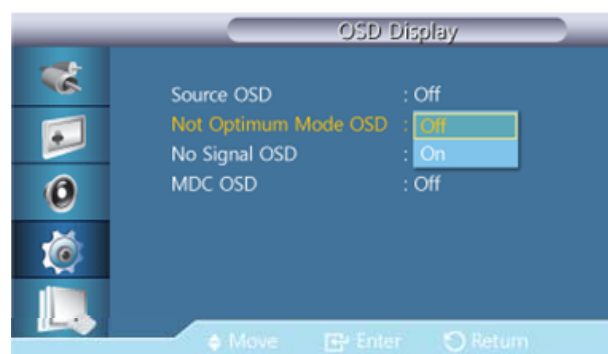 OSD Display
Source OSD : Off
Not Optimum Mode OSD : Off
No Signal OSD : On
MDC OSD : Off
Move Enter Return